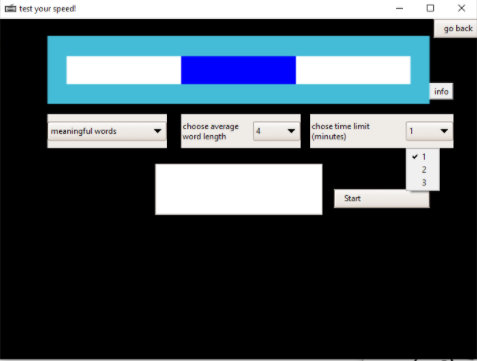 test your speed!
go back
info
meaningful words
choose average
word length
4
chose time limit
(minutes)
1
✔ 1
2
3
Start